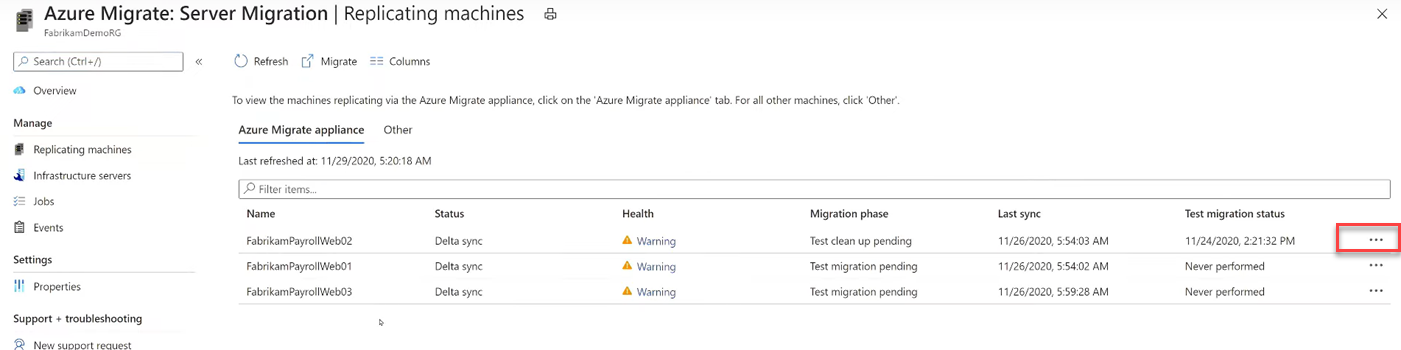 Azure Migrate: Server Migration | Replicating machines
FabrikamDemoRG
Search (Ctrl+/)
«
Overview
Manage
Replicating machines
Infrastructure servers
Jobs
Events
Settings
Properties
Support + troubleshooting
New support request
Refresh Migrate Columns
To view the machines replicating via the Azure Migrate appliance, click on the 'Azure Migrate appliance' tab. For all other machines, click 'Other'.
Azure Migrate appliance Other
Last refreshed at: 11/29/2020, 5:20:18 AM
Filter items...
Name Status Health Migration phase Last sync Test migration status
FabrikamPayrollWeb02 Delta sync Warning Test clean up pending 11/26/2020, 5:54:03 AM 11/24/2020, 2:21:32 PM ...
FabrikamPayrollWeb01 Delta sync Warning Test migration pending 11/26/2020, 5:54:02 AM Never performed ...
FabrikamPayrollWeb03 Delta sync Warning Test migration pending 11/26/2020, 5:59:28 AM Never performed ...